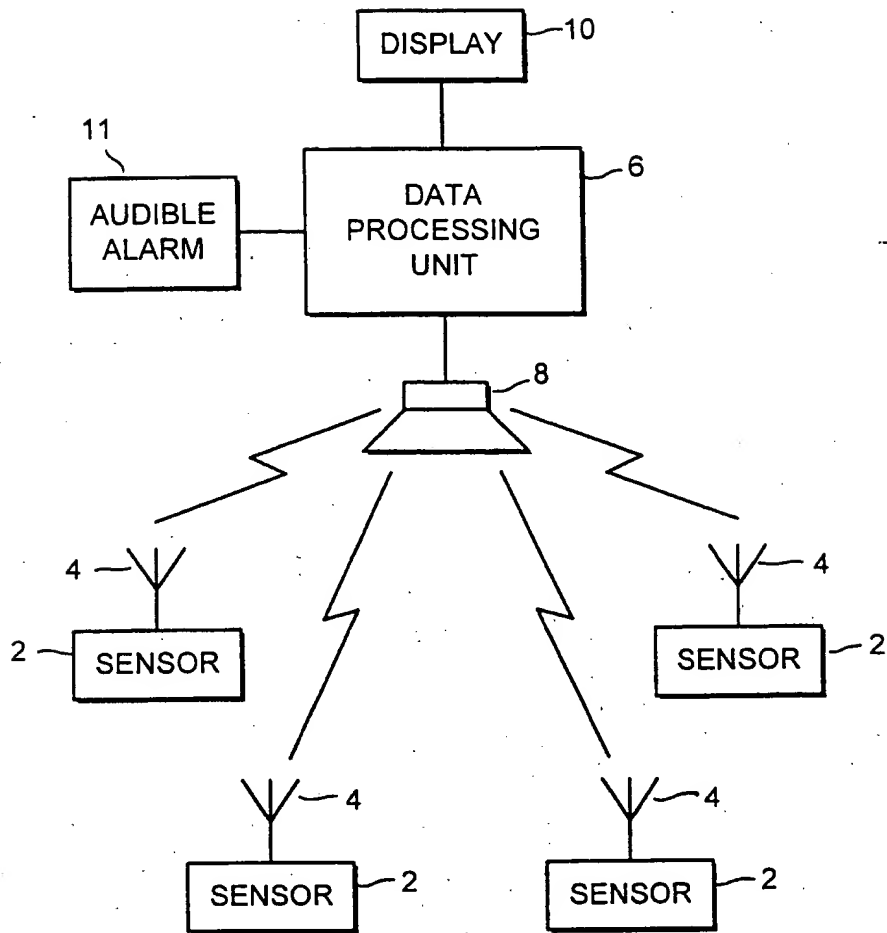 DISPLAY
10
11
AUDIBLE
ALARM
DATA
PROCESSING
UNIT
6
8
4
4
2
SENSOR
SENSOR
2
4
4
SENSOR
2
SENSOR
2